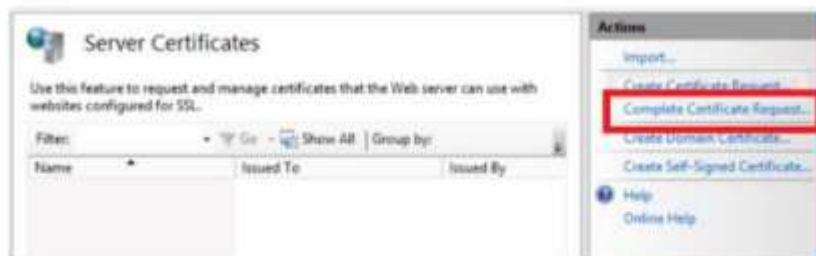 Server Certificates
Use this feature to request and manage certificates that the Web server can use with
websites configured for SSL.
Filter: Go Show All Group by:
Name Issued To Issued By
Actions
Import...
Create Certificate Request...
Complete Certificate Request...
Create Domain Certificate...
Create Self-Signed Certificate...
Help
Online Help